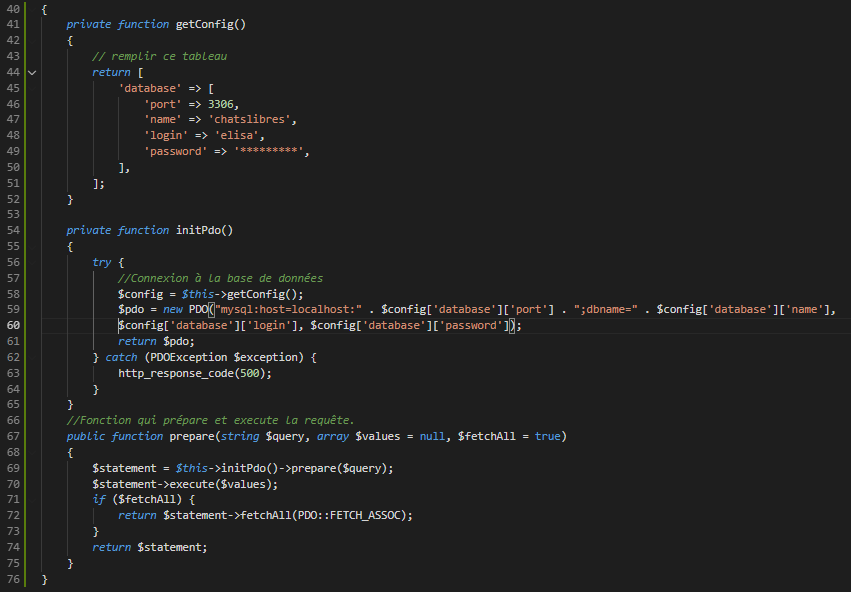 40 {
41 private function getConfig()
42 {
43 // remplir ce tableau
44 return [
45 'database' => [
46 'port' => 3306,
47 'name' => 'chatslibres',
48 'login' => 'elisa',
49 'password' => '*********',
50 ],
51 ];
52 }
53
54 private function initPdo()
55 {
56 try {
57 //Connexion à la base de données
58 $config = $this->getConfig();
59 $pdo = new PDO("mysql:host=localhost:" . $config['database']['port'] . ";dbname=" . $config['database']['name'],
60 $config['database']['login'], $config['database']['password']);
61 return $pdo;
62 } catch (PDOException $exception) {
63 http_response_code(500);
64 }
65 }
66 //Fonction qui prépare et execute la requête.
67 public function prepare(string $query, array $values = null, $fetchAll = true)
68 {
69 $statement = $this->initPdo()->prepare($query);
70 $statement->execute($values);
71 if ($fetchAll) {
72 return $statement->fetchAll(PDO::FETCH_ASSOC);
73 }
74 return $statement;
75 }
76 }